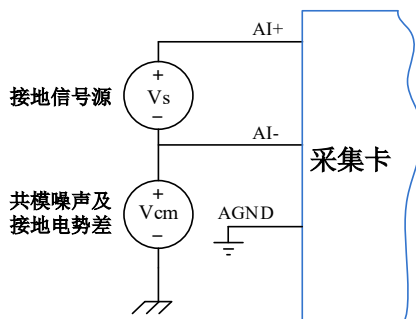 AI+
+
接地信号源
Vs
−
AI-
采集卡
共模噪声及
接地电势差
+
Vcm
−
AGND